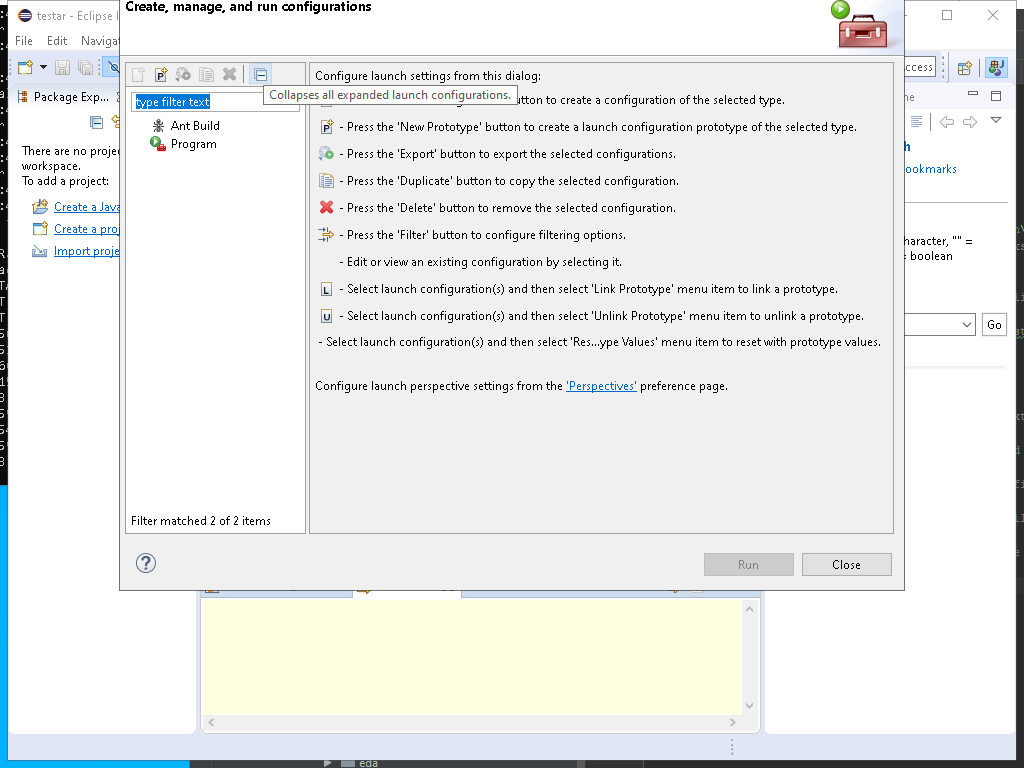 Create, manage, and run configurations
testar - Eclipse
File Edit
Package Exp...
type filter text
Ant Build
Program
Filter matched 2 of 2 items
There are no
workspace.
To add a project:
Create a
Create a
Import
Configure launch settings from this dialog:
Collapses all expanded launch configurations.
button to create a configuration of the selected type.
P - Press the 'New Prototype' button to create a launch configuration prototype of the selected type.
- Press the 'Export' button to export the selected configurations.
- Press the 'Duplicate' button to copy the selected configuration.
- Press the 'Delete' button to remove the selected configuration.
- Press the 'Filter' button to configure filtering options.
- Edit or view an existing configuration by selecting it.
L - Select launch configuration(s) and then select 'Link Prototype' menu item to link a prototype.
U - Select launch configuration(s) and then select 'Unlink Prototype' menu item to unlink a prototype.
- Select launch configuration(s) and then select 'Res...ype Values' menu item to reset with prototype values.
Configure launch perspective settings from the 'Perspectives' preference page.
? Run Close
ccess
ookmarks
haracter, "" =
= boolean
Go
eda